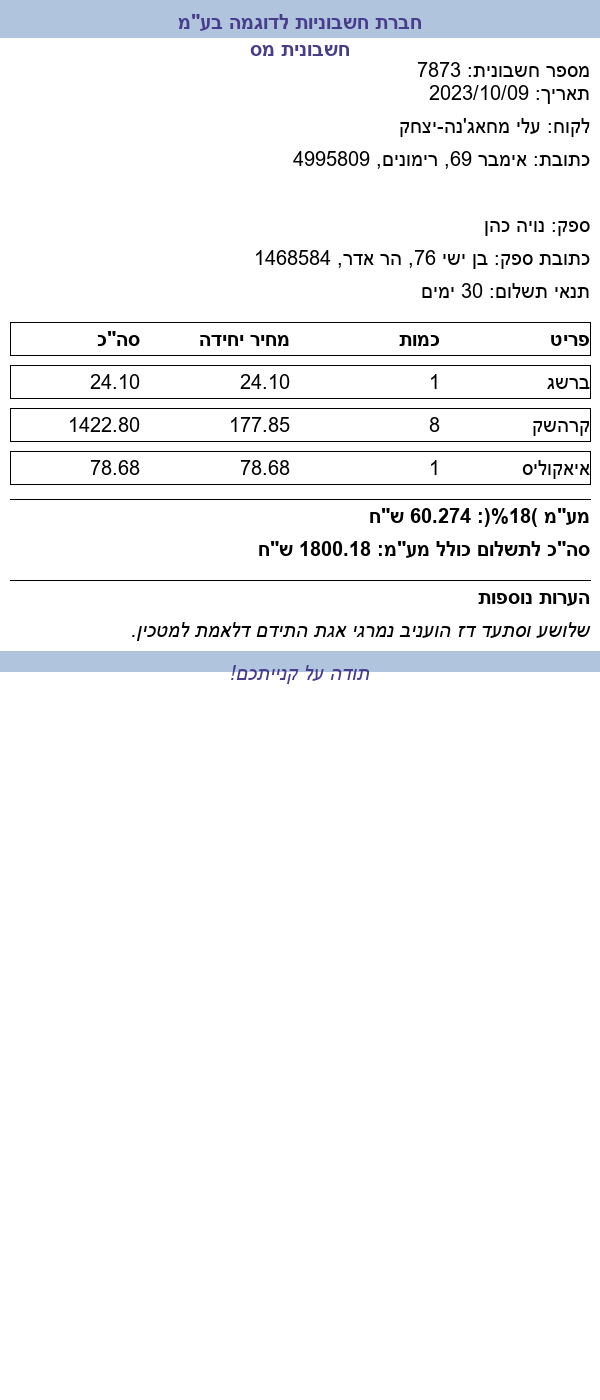 חברת חשבוניות לדוגמה בע"מ
חשבונית מס
מספר חשבונית: 7873
תאריך: 2023/10/09
לקוח: עלי מחאג'נה-יצחק
כתובת: אימבר 69, רימונים, 4995809
ספק: נויה כהן
כתובת ספק: בן ישי 76, הר אדר, 1468584
תנאי תשלום: 30 ימים
פריט כמות מחיר יחידה סה"כ
ברשג 1 24.10 24.10
קרהשק 8 177.85 1422.80
איאקוליס 1 78.68 78.68
מע"מ )18%(: 60.274 ש"ח
סה"כ לתשלום כולל מע"מ: 1800.18 ש"ח
הערות נוספות
שלושע וסתעד דז הועניב נמרגי אגת התידם דלאמת למטכין.
תודה על קנייתכם!